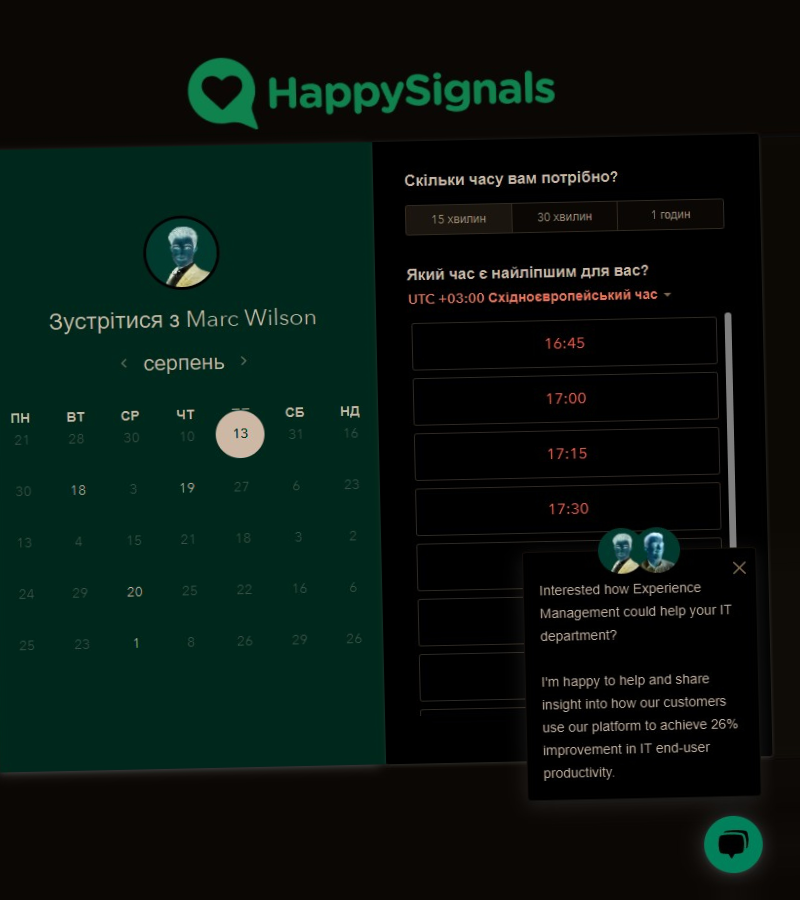 HappySignals
Зустрітися з Marc Wilson
серпень
ПН ВТ СР ЧТ СБ НД
21 28 30 10 13 31 16
30 18 3 19 27 6 23
13 4 15 21 18 3 2
24 29 20 25 22 16 6
25 23 1 8 26 29 26
Скільки часу вам потрібно?
15 хвилин 30 хвилин 1 годин
Який час є найліпшим для вас?
UTC +03:00 Східноєвропейський час
16:45
17:00
17:15
17:30
Interested how Experience
Management could help your IT
department?
I'm happy to help and share
insight into how our customers
use our platform to achieve 26%
improvement in IT end-user
productivity.